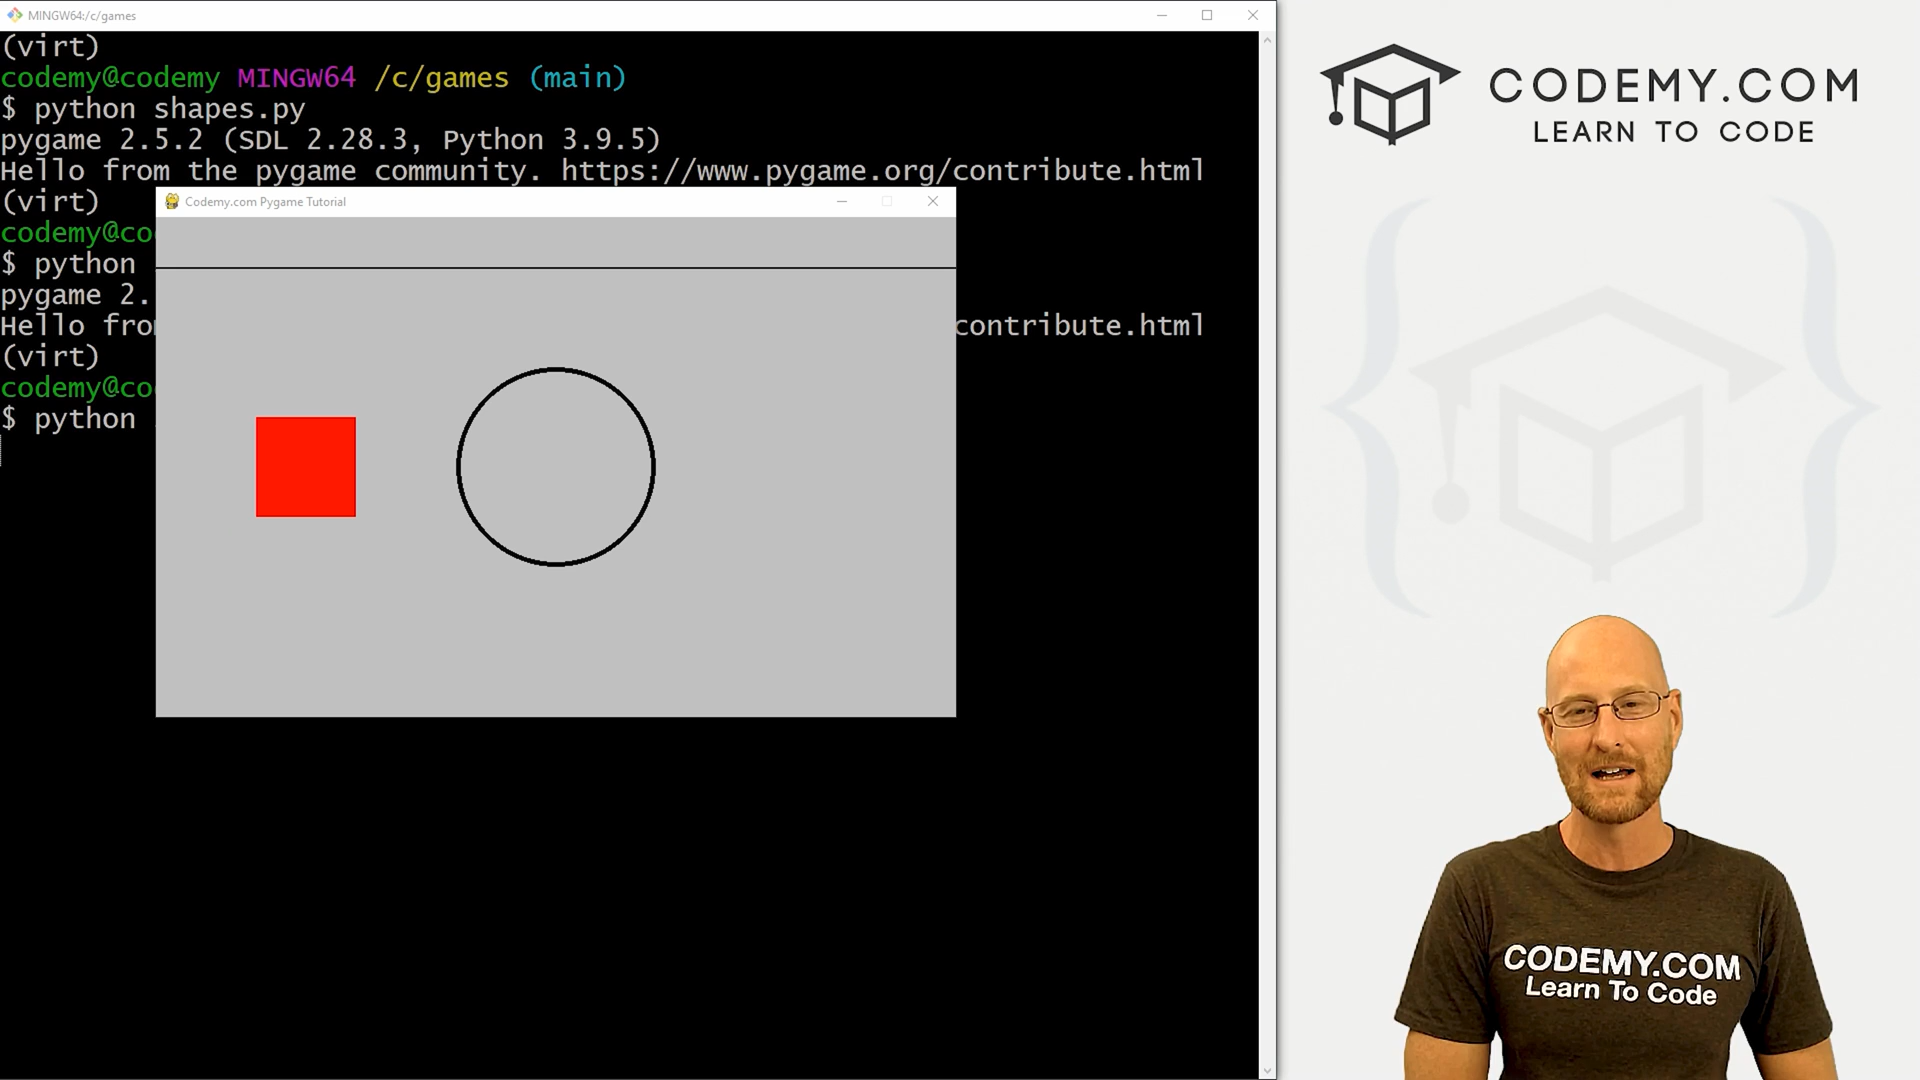 MINGW64:/c/games
(virt)
codemy@codemy MINGW64 /c/games (main)
$ python shapes.py
pygame 2.5.2 (SDL 2.28.3, Python 3.9.5)
Hello from the pygame community. https://www.pygame.org/contribute.html
(virt)
Codemy.com Pygame Tutorial
codemy@co
$ python
pygame 2.
Hello from contribute.html
(virt)
codemy@co
$ python
CODEMY.COM
LEARN TO CODE
CODEMY.COM
Learn To Code